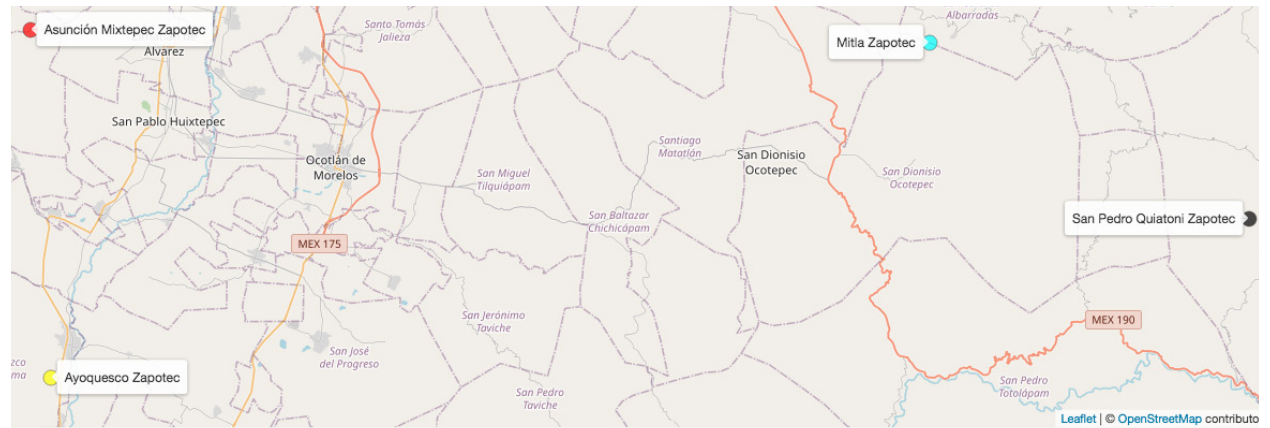 Asunción Mixtepec Zapotec
Alvarez
Santo Tomás
Jalieza
Albarradas
Mitla Zapotec
San Pablo Huixtepec
Ocotlán de
Morelos
San Miguel
Tilquiápam
Santiago
Matatlán
San Dionisio
Ocotepec
San Dionisio
Ocotepec
San Baltazar
Chichicápam
San Pedro Quiatoni Zapotec
MEX 175
San Jerónimo
Taviche
MEX 190
San José
del Progreso
zco
ma
Ayoquesco Zapotec
San Pedro
Taviche
San Pedro
Totolápam
Leaflet | © OpenStreetMap contributo